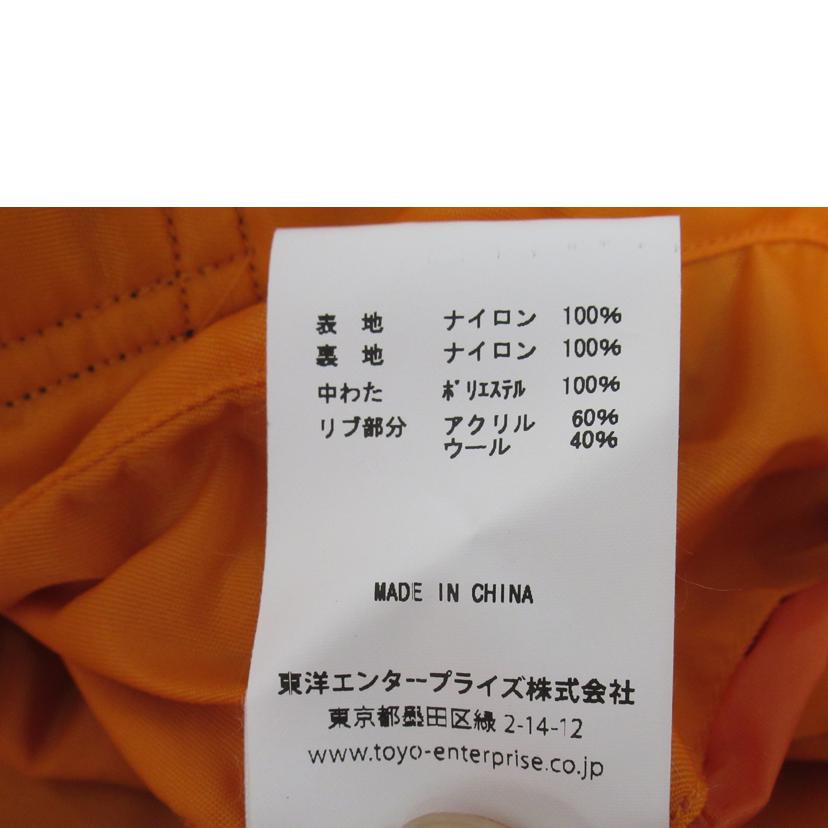 表 地 ナイロン 100%
裏 地 ナイロン 100%
中わた ポリエステル 100%
リブ部分 アクリル 60%
ウール 40%
MADE IN CHINA
東洋エンタープライズ株式会社
東京都墨田区緑 2-14-12
www.toyo-enterprise.co.jp